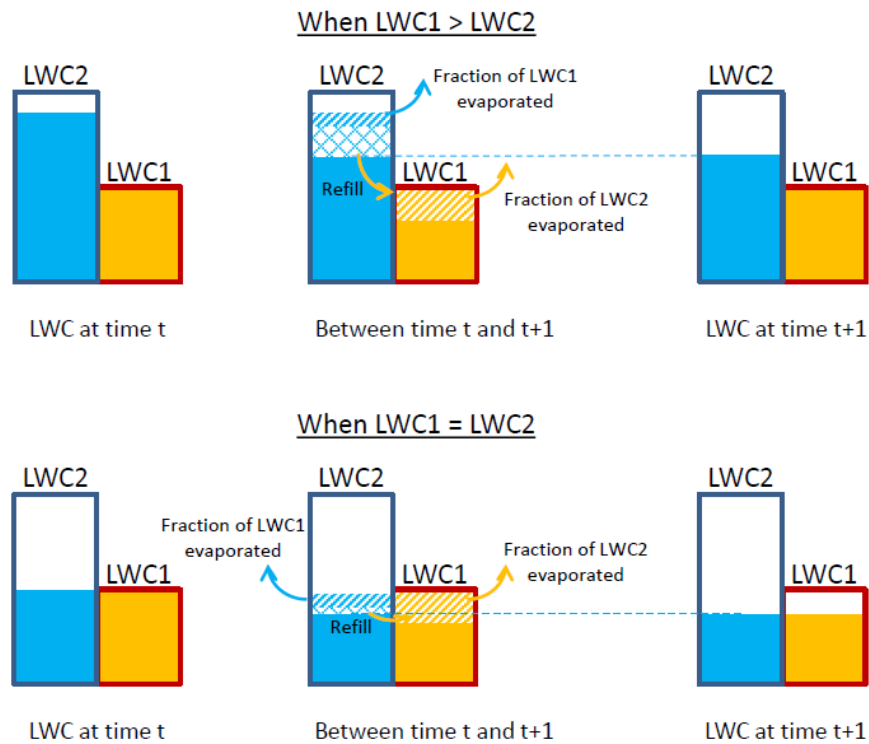 When LWC1 > LWC2
LWC2
LWC1
LWC at time t
LWC2
Fraction of LWC1
evaporated
LWC1
Refill
Fraction of LWC2
evaporated
Between time t and t+1
LWC2
LWC1
LWC at time t+1
When LWC1 = LWC2
LWC2
LWC1
LWC at time t
LWC2
Fraction of LWC1
evaporated
LWC1
Fraction of LWC2
evaporated
Refill
Between time t and t+1
LWC2
LWC1
LWC at time t+1